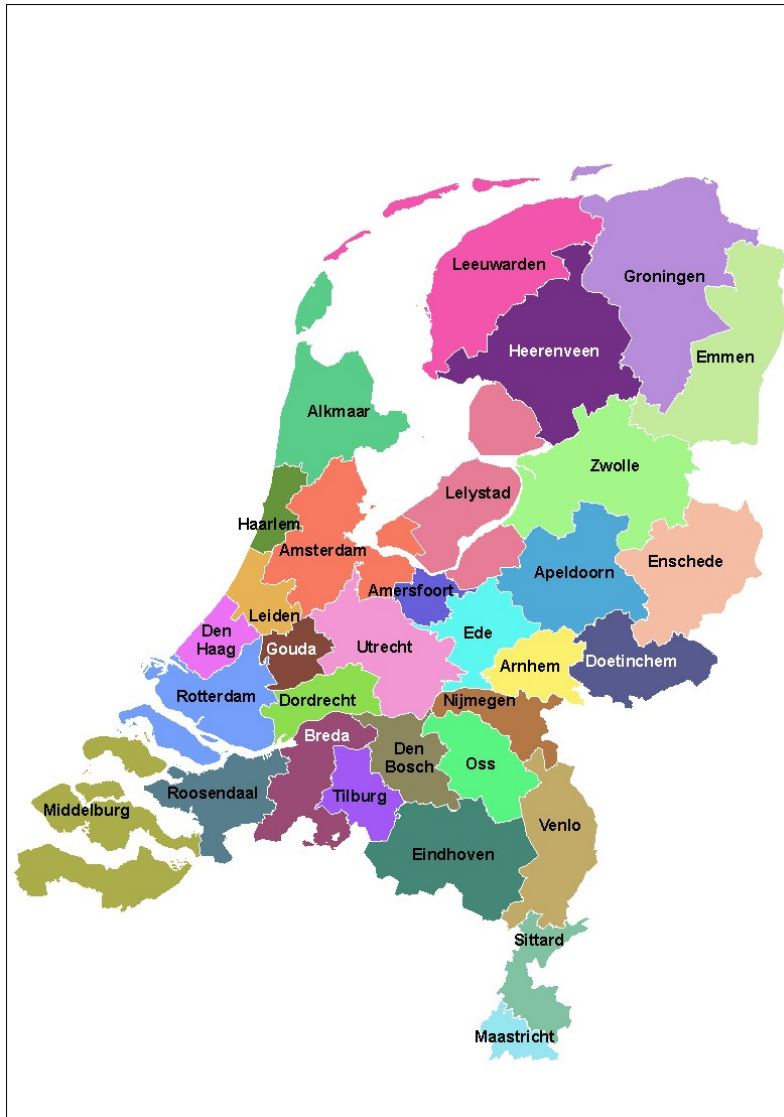 Leeuwarden
Groningen
Heerenveen
Emmen
Alkmaar
Zwolle
Lelystad
Haarlem
Amsterdam
Enschede
Apeldoorn
Amersfoort
Leiden
Den
Haag
Gouda
Utrecht
Ede
Arnhem
Doetinchem
Rotterdam
Dordrecht
Nijmegen
Breda
Den
Bosch
Oss
Roosendaal
Tilburg
Middelburg
Venlo
Eindhoven
Sittard
Maastricht